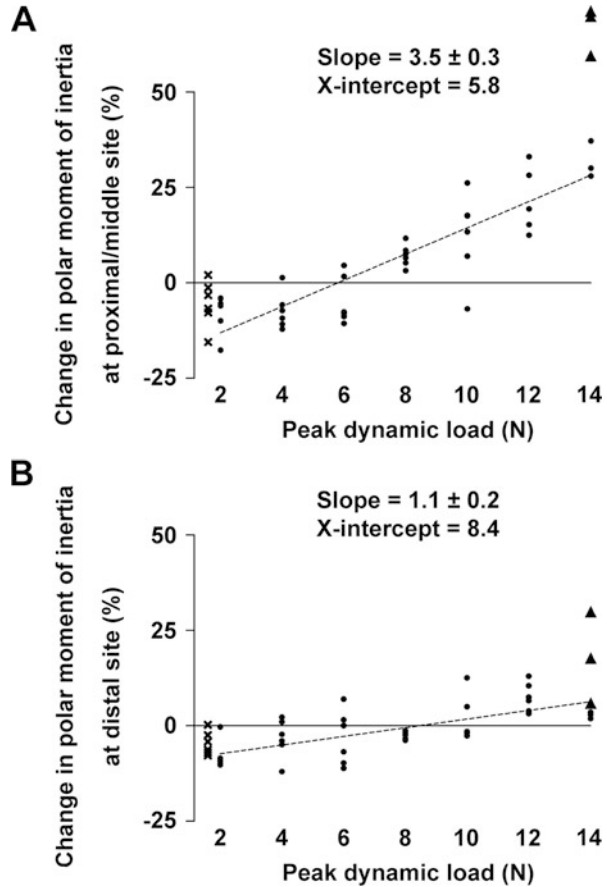 A
Slope = 3.5 ± 0.3
X-intercept = 5.8
Change in polar moment of inertia
at proximal/middle site (%)
50
25
0
-25
2 4 6 8 10 12 14
Peak dynamic load (N)
B
Slope = 1.1 ± 0.2
X-intercept = 8.4
Change in polar moment of inertia
at distal site (%)
50
25
0
-25
2 4 6 8 10 12 14
Peak dynamic load (N)